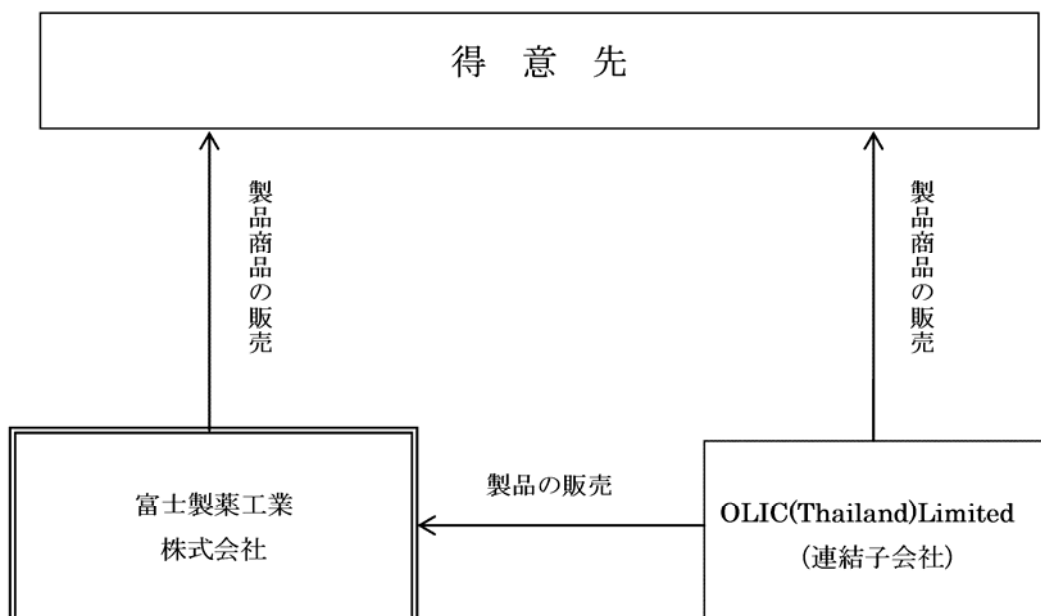 得意先
製品商品の販売
製品商品の販売
製品の販売
富士製薬工業
株式会社
OLIC(Thailand)Limited
(連結子会社)